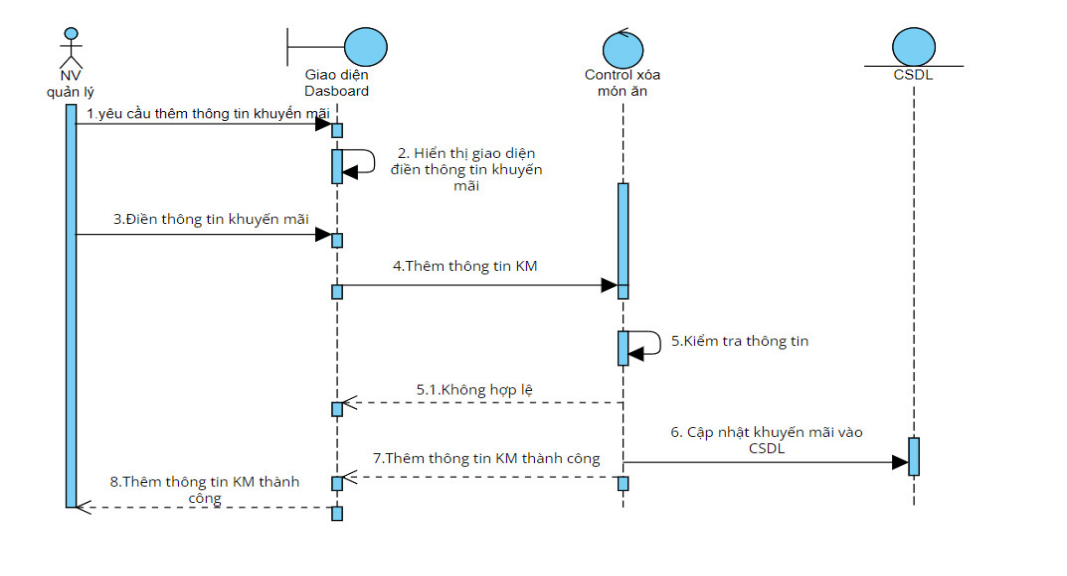 NV
quản lý
Giao diện
Dasboard
Control xóa
món ăn
CSDL
1.yêu cầu thêm thông tin khuyến mãi
2. Hiển thị giao diện
điền thông tin khuyến
mãi
3.Điền thông tin khuyến mãi
4.Thêm thông tin KM
5.Kiểm tra thông tin
5.1.Không hợp lệ
6. Cập nhật khuyến mãi vào
CSDL
7.Thêm thông tin KM thành công
8.Thêm thông tin KM thành
công